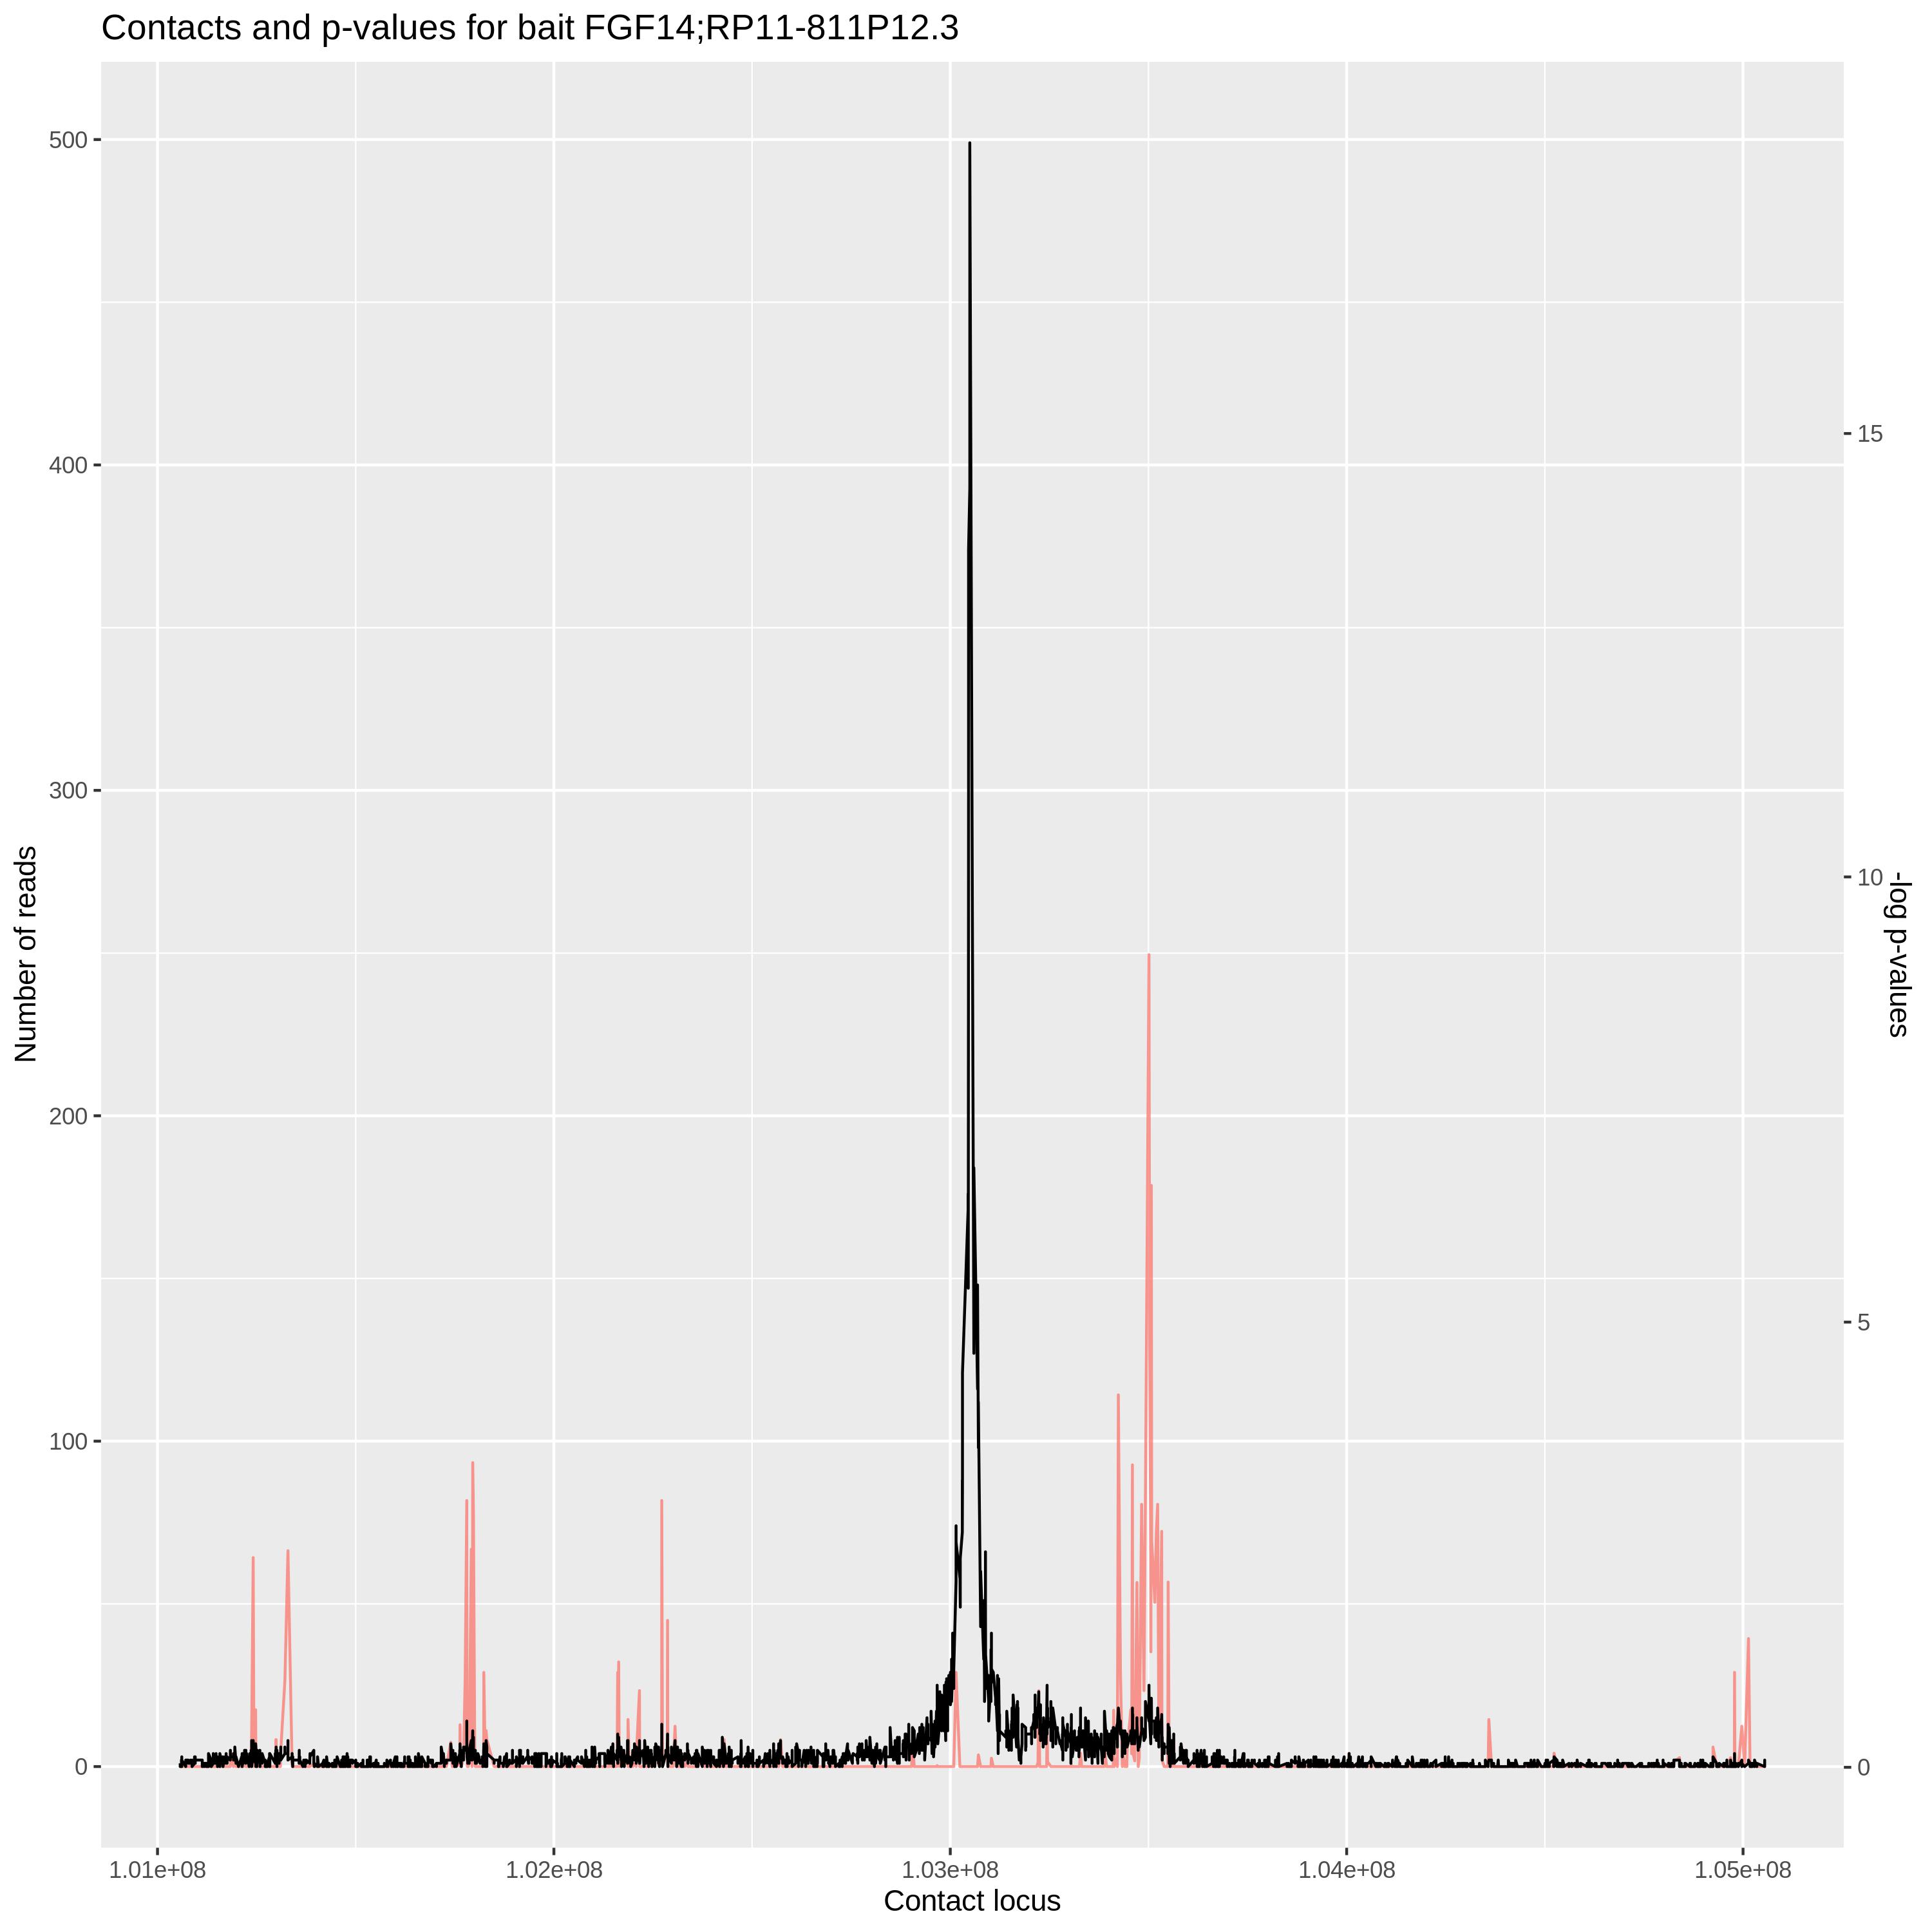 Contacts and p-values for bait FGF14;RP11-811P12.3
500
400
300
200
100
0
Number of reads
15
10
5
0
-log p-values
1.01e+08
1.02e+08
1.03e+08
1.04e+08
1.05e+08
Contact locus